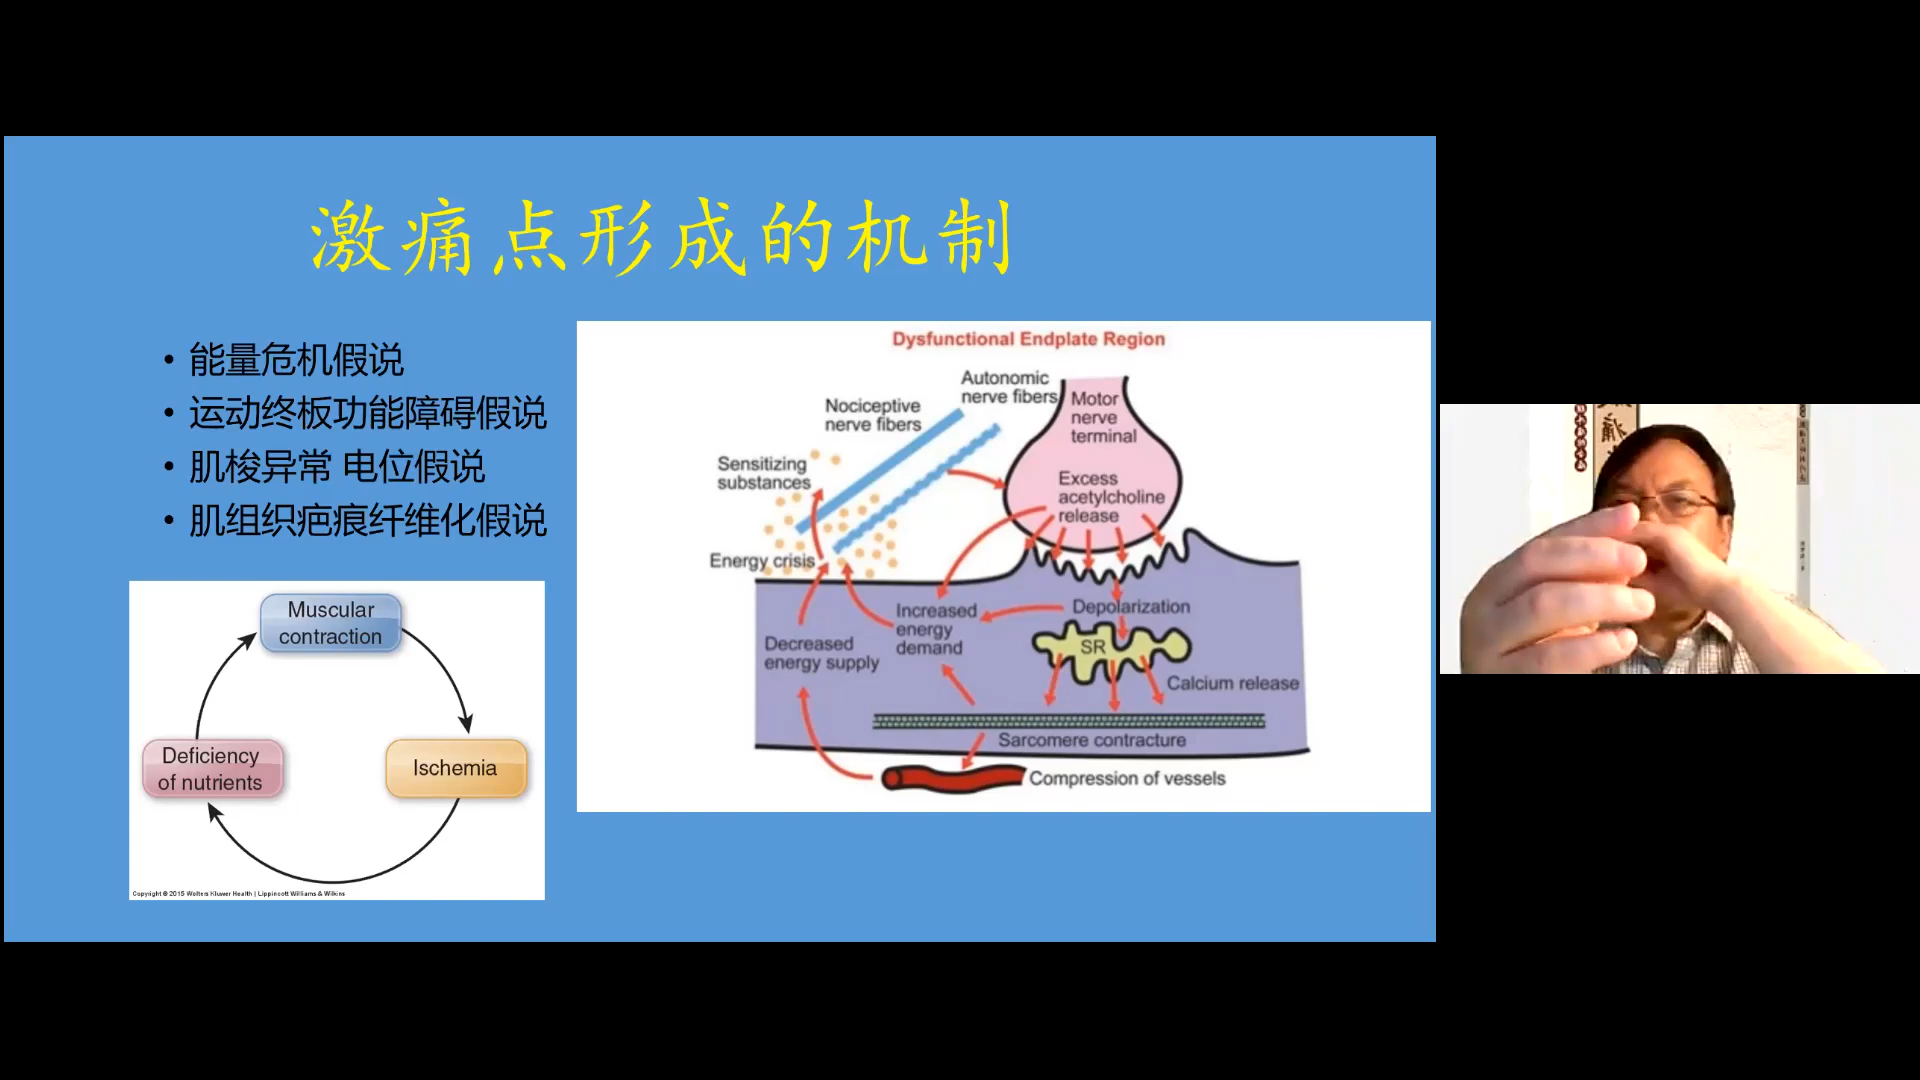 激痛点形成的机制
• 能量危机假说
• 运动终板功能障碍假说
• 肌梭异常 电位假说
• 肌组织疤痕纤维化假说
Muscular
contraction
Ischemia
Deficiency
of nutrients
Copyright © 2015 Wolters Kluwer Health | Lippincott Williams & Wilkins
Dysfunctional Endplate Region
Autonomic
nerve fibers
Nociceptive
nerve fibers
Motor
nerve
terminal
Sensitizing
substances
Excess
acetylcholine
release
Energy crisis
Increased
energy
demand
Depolarization
Decreased
energy supply
SR
Calcium release
Sarcomere contracture
Compression of vessels
痛